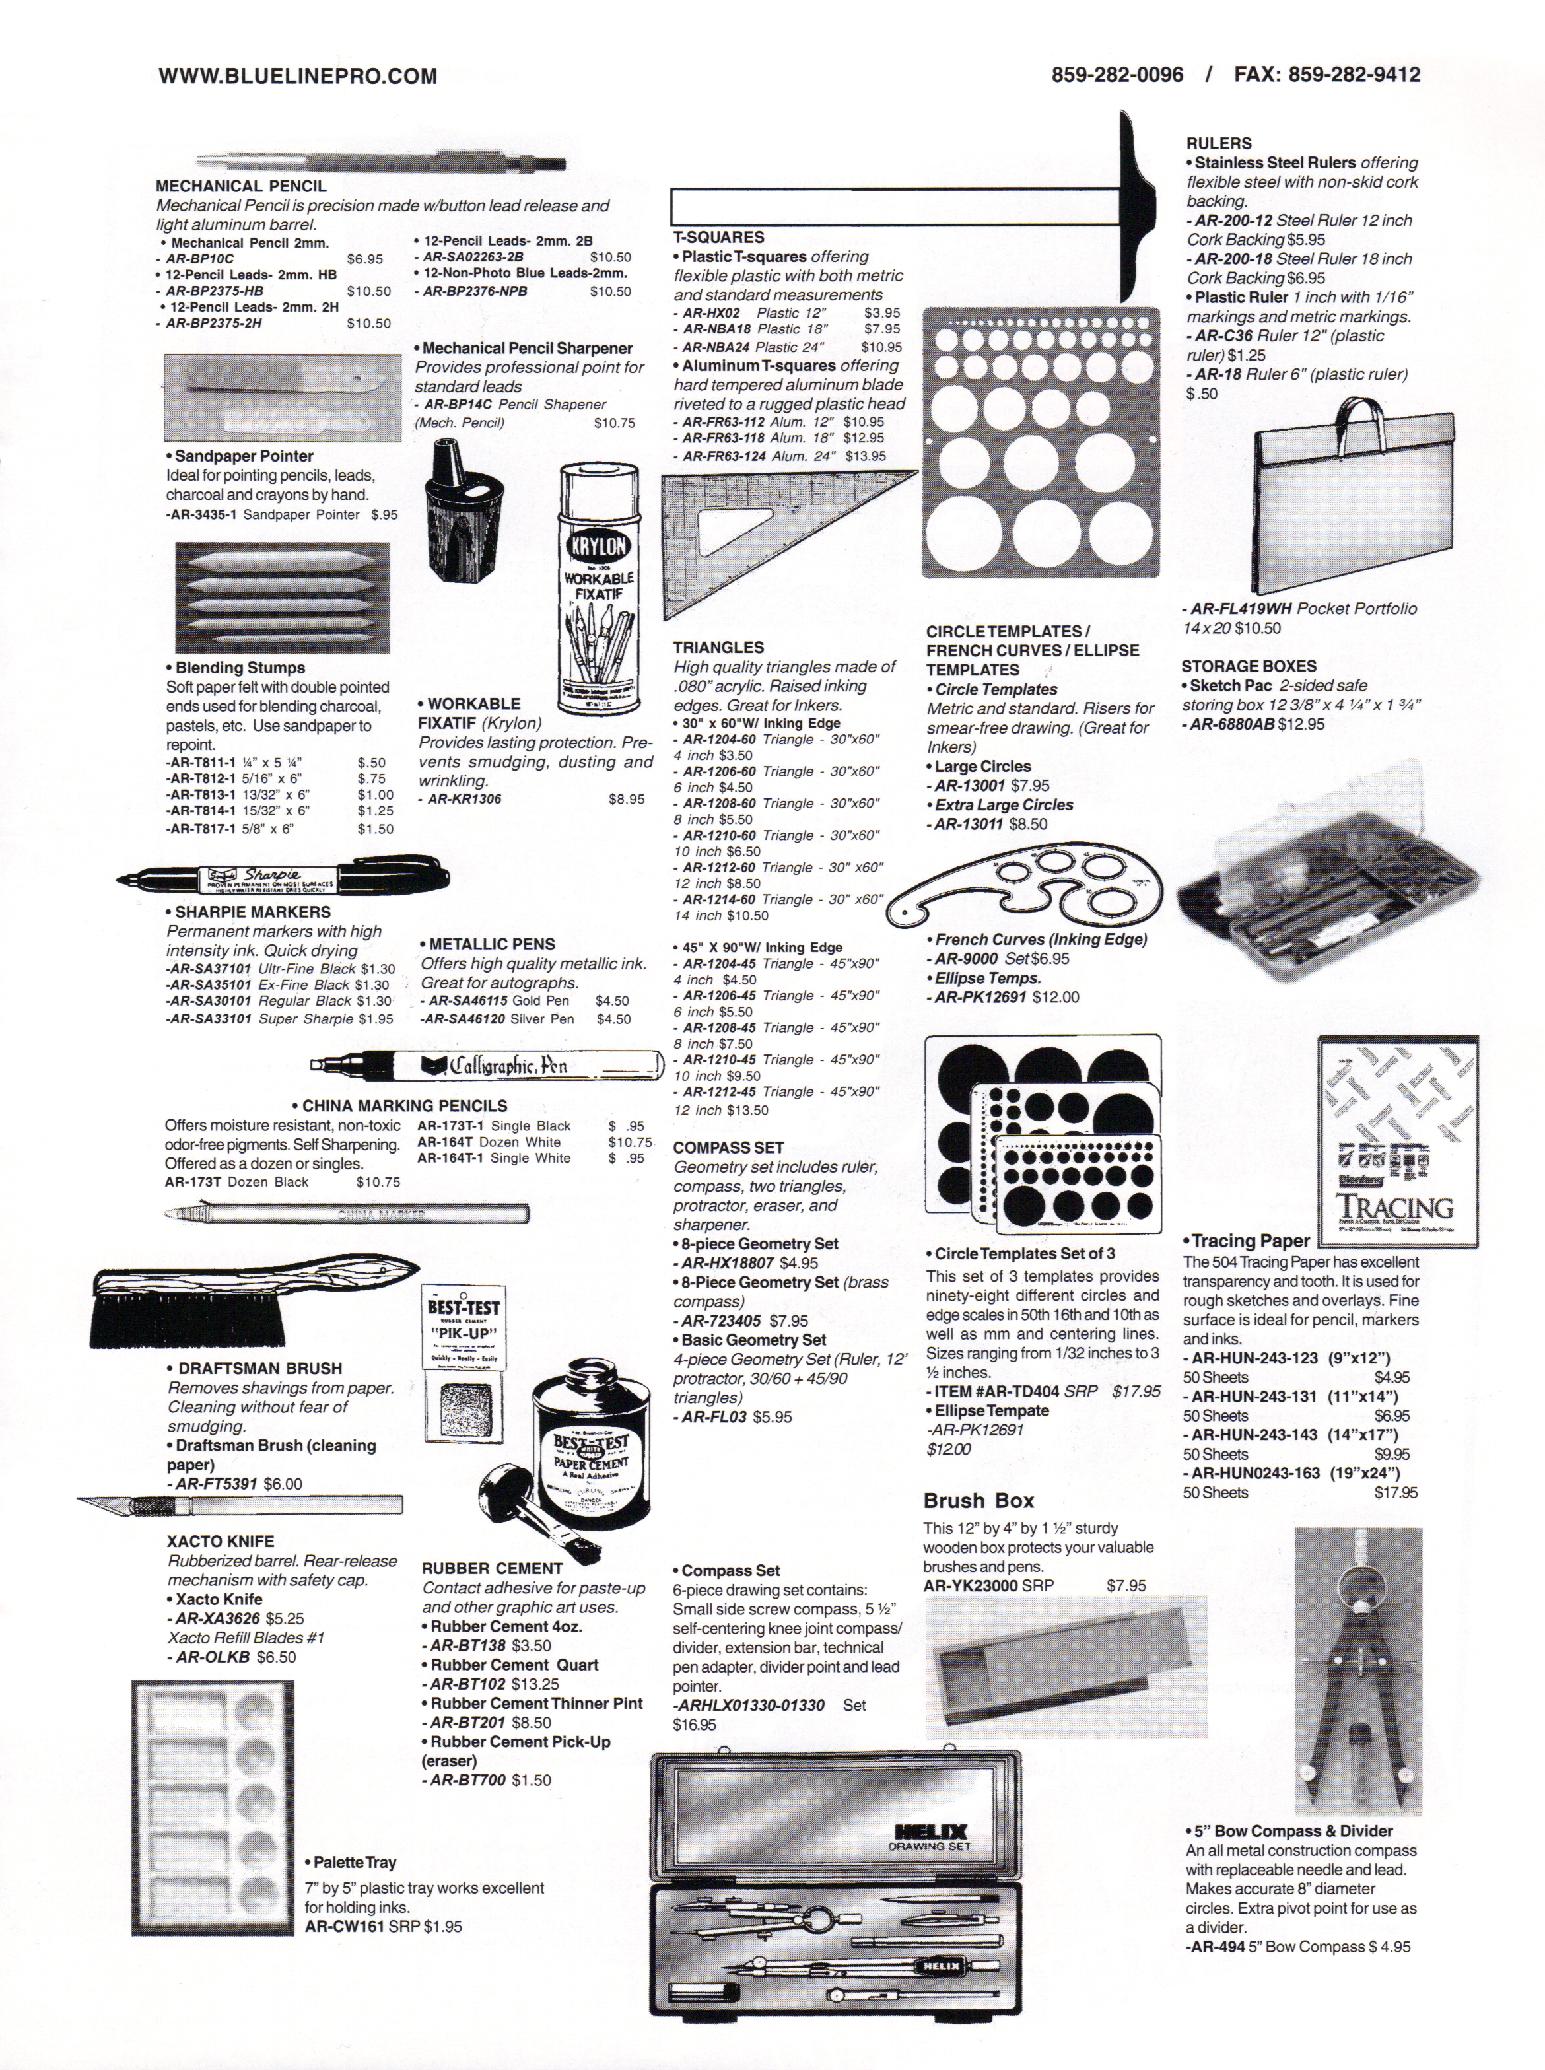 WWW.BLUELINEPRO.COM
859-282-0096 / FAX: 859-282-9412
MECHANICAL PENCIL
Mechanical Pencil is precision made w/button lead release and
light aluminum barrel.
• Mechanical Pencil 2mm.
- AR-BP10C $6.95
• 12-Pencil Leads- 2mm. HB
- AR-BP2375-HB $10.50
• 12-Pencil Leads- 2mm. 2H
- AR-BP2375-2H $10.50
• 12-Pencil Leads- 2mm. 2B
- AR-SA02263-2B $10.50
• 12-Non-Photo Blue Leads-2mm.
- AR-BP2376-NPB $10.50
• Mechanical Pencil Sharpener
Provides professional point for
standard leads
- AR-BP14C Pencil Shapener
(Mech. Pencil) $10.75
• Sandpaper Pointer
Ideal for pointing pencils, leads,
charcoal and crayons by hand.
-AR-3435-1 Sandpaper Pointer $.95
• Blending Stumps
Soft paper felt with double pointed
ends used for blending charcoal,
pastels, etc. Use sandpaper to
repoint.
-AR-T811-1 ¼" x 5 ¼" $.50
-AR-T812-1 5/16" x 6" $.75
-AR-T813-1 13/32" x 6" $1.00
-AR-T814-1 15/32" x 6" $1.25
-AR-T817-1 5/8" x 6" $1.50
KRYLON
WORKABLE
FIXATIF
• WORKABLE
FIXATIF (Krylon)
Provides lasting protection. Pre-
vents smudging, dusting and
wrinkling.
- AR-KR1306 $8.95
Sharpie
• SHARPIE MARKERS
Permanent markers with high
intensity ink. Quick drying
-AR-SA37101 Ultr-Fine Black $1.30
-AR-SA35101 Ex-Fine Black $1.30
-AR-SA30101 Regular Black $1.30
-AR-SA33101 Super Sharpie $1.95
• METALLIC PENS
Offers high quality metallic ink.
Great for autographs.
- AR-SA46115 Gold Pen $4.50
-AR-SA46120 Silver Pen $4.50
Calligraphic Pen
• CHINA MARKING PENCILS
Offers moisture resistant, non-toxic
odor-free pigments. Self Sharpening.
Offered as a dozen or singles.
AR-173T Dozen Black $10.75
AR-173T-1 Single Black $ .95
AR-164T Dozen White $10.75
AR-164T-1 Single White $ .95
CHINA MARKER
• DRAFTSMAN BRUSH
Removes shavings from paper.
Cleaning without fear of
smudging.
• Draftsman Brush (cleaning
paper)
- AR-FT5391 $6.00
XACTO KNIFE
Rubberized barrel. Rear-release
mechanism with safety cap.
• Xacto Knife
- AR-XA3626 $5.25
Xacto Refill Blades #1
- AR-OLKB $6.50
BEST-TEST
RUBBER CEMENT
"PIK-UP"
BEST-TEST
PAPER CEMENT
RUBBER CEMENT
Contact adhesive for paste-up
and other graphic art uses.
• Rubber Cement 4oz.
- AR-BT138 $3.50
• Rubber Cement Quart
- AR-BT102 $13.25
• Rubber Cement Thinner Pint
- AR-BT201 $8.50
• Rubber Cement Pick-Up
(eraser)
- AR-BT700 $1.50
• Palette Tray
7" by 5" plastic tray works excellent
for holding inks.
AR-CW161 SRP $1.95
T-SQUARES
• Plastic T-squares offering
flexible plastic with both metric
and standard measurements
- AR-HX02 Plastic 12" $3.95
- AR-NBA18 Plastic 18" $7.95
- AR-NBA24 Plastic 24" $10.95
• Aluminum T-squares offering
hard tempered aluminum blade
riveted to a rugged plastic head
- AR-FR63-112 Alum. 12" $10.95
- AR-FR63-118 Alum. 18" $12.95
- AR-FR63-124 Alum. 24" $13.95
TRIANGLES
High quality triangles made of
.080" acrylic. Raised inking
edges. Great for Inkers.
• 30" x 60"W/ Inking Edge
- AR-1204-60 Triangle - 30"x60"
4 inch $3.50
- AR-1206-60 Triangle - 30"x60"
6 inch $4.50
- AR-1208-60 Triangle - 30"x60"
8 inch $5.50
- AR-1210-60 Triangle - 30"x60"
10 inch $6.50
- AR-1212-60 Triangle - 30" x60"
12 inch $8.50
- AR-1214-60 Triangle - 30" x60"
14 inch $10.50
• 45" X 90"W/ Inking Edge
- AR-1204-45 Triangle - 45"x90"
4 inch $4.50
- AR-1206-45 Triangle - 45"x90"
6 inch $5.50
- AR-1208-45 Triangle - 45"x90"
8 inch $7.50
- AR-1210-45 Triangle - 45"x90"
10 inch $9.50
- AR-1212-45 Triangle - 45"x90"
12 inch $13.50
COMPASS SET
Geometry set includes ruler,
compass, two triangles,
protractor, eraser, and
sharpener.
• 8-piece Geometry Set
- AR-HX18807 $4.95
• 8-Piece Geometry Set (brass
compass)
- AR-723405 $7.95
• Basic Geometry Set
4-piece Geometry Set (Ruler, 12'
protractor, 30/60 + 45/90
triangles)
- AR-FL03 $5.95
• Compass Set
6-piece drawing set contains:
Small side screw compass, 5 ½"
self-centering knee joint compass/
divider, extension bar, technical
pen adapter, divider point and lead
pointer.
-ARHLX01330-01330 Set
$16.95
HELIX
DRAWING SET
HELIX
CIRCLE TEMPLATES /
FRENCH CURVES / ELLIPSE
TEMPLATES
• Circle Templates
Metric and standard. Risers for
smear-free drawing. (Great for
Inkers)
• Large Circles
- AR-13001 $7.95
• Extra Large Circles
- AR-13011 $8.50
• French Curves (Inking Edge)
- AR-9000 Set $6.95
• Ellipse Temps.
- AR-PK12691 $12.00
• Circle Templates Set of 3
This set of 3 templates provides
ninety-eight different circles and
edge scales in 50th 16th and 10th as
well as mm and centering lines.
Sizes ranging from 1/32 inches to 3
½ inches.
- ITEM #AR-TD404 SRP $17.95
• Ellipse Tempate
-AR-PK12691
$12.00
Brush Box
This 12" by 4" by 1 ½" sturdy
wooden box protects your valuable
brushes and pens.
AR-YK23000 SRP $7.95
RULERS
• Stainless Steel Rulers offering
flexible steel with non-skid cork
backing.
- AR-200-12 Steel Ruler 12 inch
Cork Backing $5.95
- AR-200-18 Steel Ruler 18 inch
Cork Backing $6.95
• Plastic Ruler 1 inch with 1/16"
markings and metric markings.
- AR-C36 Ruler 12" (plastic
ruler) $1.25
- AR-18 Ruler 6" (plastic ruler)
$.50
- AR-FL419WH Pocket Portfolio
14 x 20 $10.50
STORAGE BOXES
• Sketch Pac 2-sided safe
storing box 12 3/8" x 4 ¼" x 1 ¾"
- AR-6880AB $12.95
Bienfang
TRACING
• Tracing Paper
The 504 Tracing Paper has excellent
transparency and tooth. It is used for
rough sketches and overlays. Fine
surface is ideal for pencil, markers
and inks.
- AR-HUN-243-123 (9"x12")
50 Sheets $4.95
- AR-HUN-243-131 (11"x14")
50 Sheets $6.95
- AR-HUN-243-143 (14"x17")
50 Sheets $9.95
- AR-HUN0243-163 (19"x24")
50 Sheets $17.95
• 5" Bow Compass & Divider
An all metal construction compass
with replaceable needle and lead.
Makes accurate 8" diameter
circles. Extra pivot point for use as
a divider.
-AR-494 5" Bow Compass $ 4.95